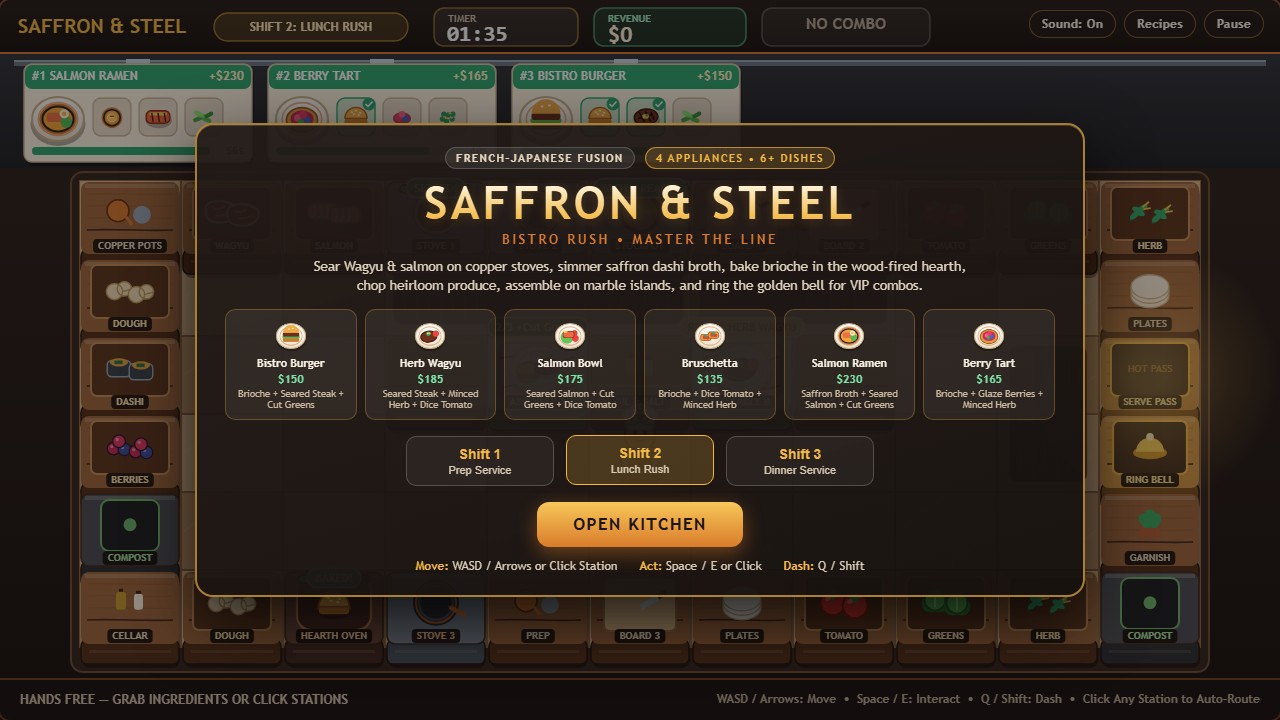 SAFFRON & STEEL
SHIFT 2: LUNCH RUSH
TIMER
01:35
REVENUE
$0
NO COMBO
Sound: On
Recipes
Pause
#1 SALMON RAMEN +$230
#2 BERRY TART +$165
#3 BISTRO BURGER +$150
FRENCH-JAPANESE FUSION
4 APPLIANCES • 6+ DISHES
SAFFRON & STEEL
BISTRO RUSH • MASTER THE LINE
Sear Wagyu & salmon on copper stoves, simmer saffron dashi broth, bake brioche in the wood-fired hearth,
chop heirloom produce, assemble on marble islands, and ring the golden bell for VIP combos.
Bistro Burger
$150
Brioche + Seared Steak +
Cut Greens
Herb Wagyu
$185
Seared Steak + Minced
Herb + Dice Tomato
Salmon Bowl
$175
Seared Salmon + Cut
Greens + Dice Tomato
Bruschetta
$135
Brioche + Dice Tomato +
Minced Herb
Salmon Ramen
$230
Saffron Broth + Seared
Salmon + Cut Greens
Berry Tart
$165
Brioche + Glaze Berries +
Minced Herb
Shift 1
Prep Service
Shift 2
Lunch Rush
Shift 3
Dinner Service
OPEN KITCHEN
Move: WASD / Arrows or Click Station Act: Space / E or Click Dash: Q / Shift
COPPER POTS
WAGYU
SALMON
TOMATO
GREENS
HERB
DOUGH
PLATES
DASHI
HOT PASS
SERVE PASS
BERRIES
RING BELL
COMPOST
GARNISH
CELLAR
DOUGH
HEARTH OVEN
STOVE 3
PREP
BOARD 3
PLATES
TOMATO
GREENS
HERB
COMPOST
HANDS FREE — GRAB INGREDIENTS OR CLICK STATIONS
WASD / Arrows: Move • Space / E: Interact • Q / Shift: Dash • Click Any Station to Auto-Route